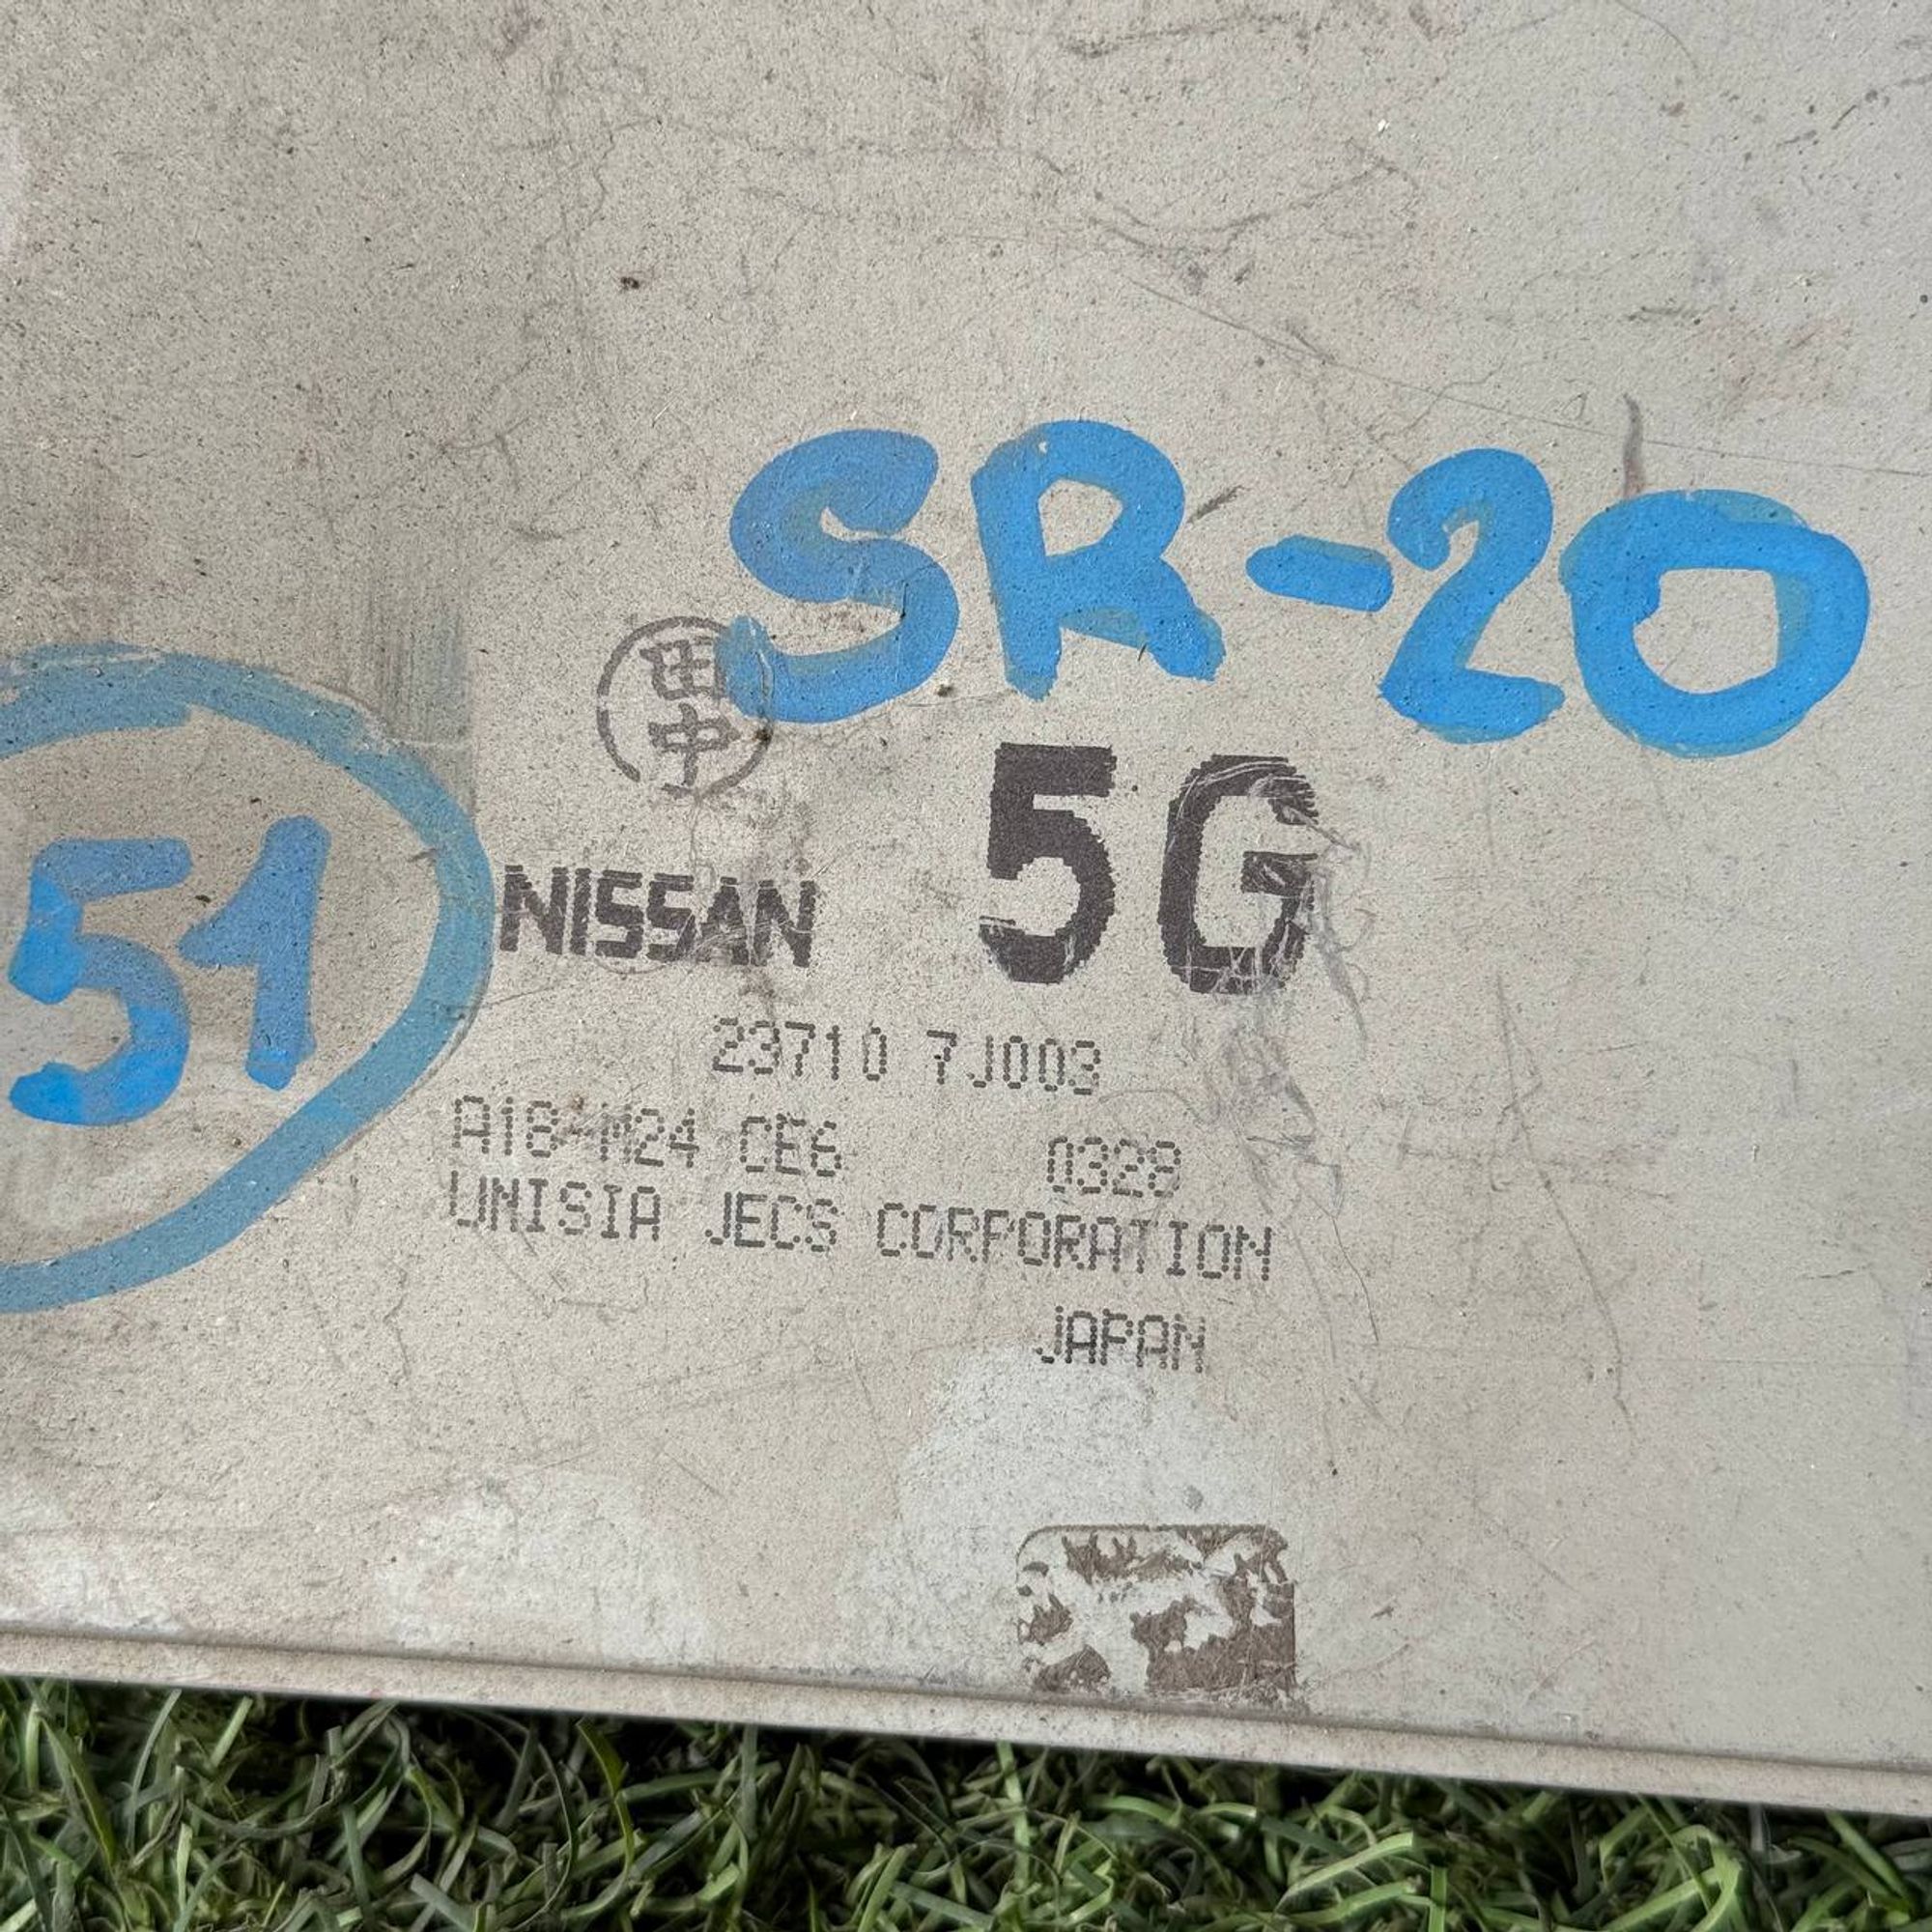 SR-20
田中
51
NISSAN 5G
23710 7J003
A18-M24 CE6 0328
UNISIA JECS CORPORATION
JAPAN